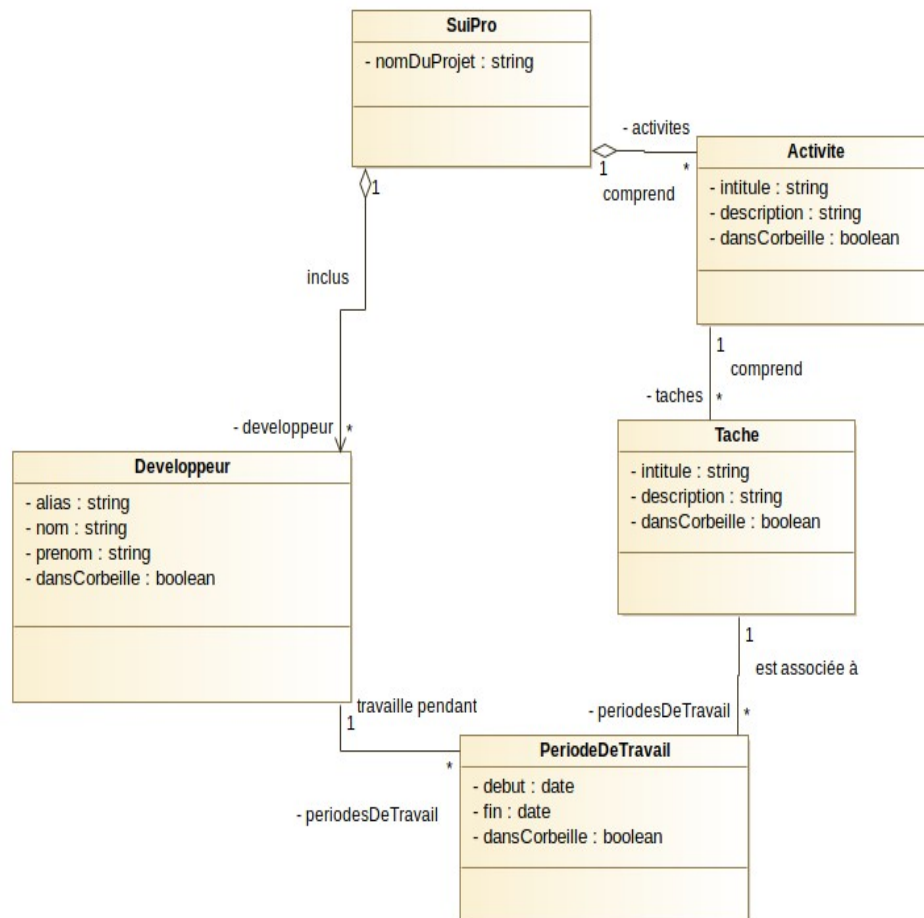 SuiPro
- nomDuProjet : string
- activites
1
*
comprend
Activite
- intitule : string
- description : string
- dansCorbeille : boolean
1
inclus
- developpeur
*
1
comprend
- taches
*
Tache
- intitule : string
- description : string
- dansCorbeille : boolean
Developpeur
- alias : string
- nom : string
- prenom : string
- dansCorbeille : boolean
1
est associée à
- periodesDeTravail
*
travaille pendant
1
*
- periodesDeTravail
PeriodeDeTravail
- debut : date
- fin : date
- dansCorbeille : boolean